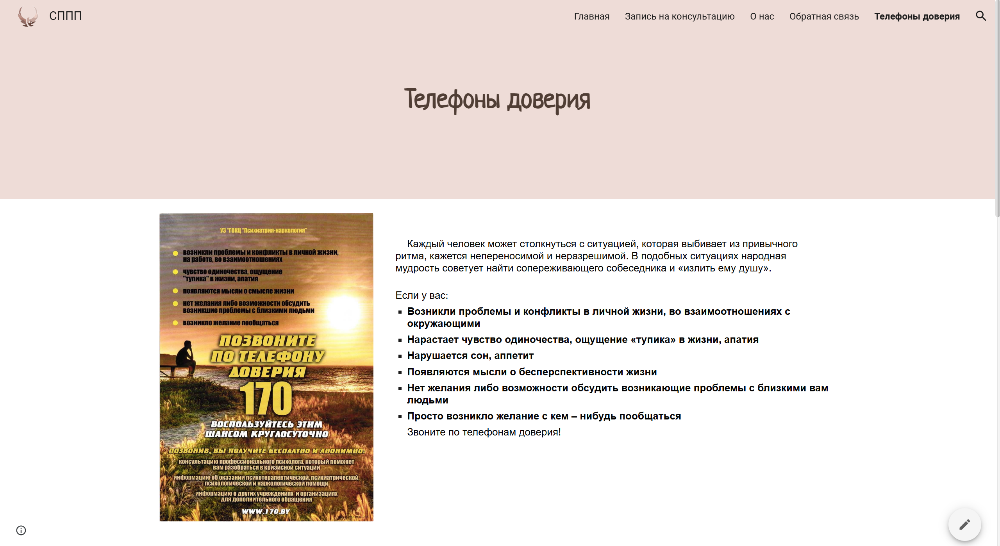 СППП
Главная
Запись на консультацию
О нас
Обратная связь
Телефоны доверия
Телефоны доверия
УЗ “ГОКЦ “Психиатрия-наркология”
возникли проблемы и конфликты в личной жизни,
на работе, во взаимоотношениях
чувство одиночества, ощущение
"тупика" в жизни, апатия
появляются мысли о смысле жизни
нет желания либо возможности обсудить
возникшие проблемы с близкими людьми
возникло желание пообщаться
ПОЗВОНИТЕ
ПО ТЕЛЕФОНУ
ДОВЕРИЯ
170
ВОСПОЛЬЗУЙТЕСЬ ЭТИМ
ШАНСОМ КРУГЛОСУТОЧНО
ПОЗВОНИВ, ВЫ ПОЛУЧИТЕ БЕСПЛАТНО И АНОНИМНО:
консультацию профессионального психолога, который поможет
вам разобраться в кризисной ситуации
информацию об оказании психотерапевтической, психиатрической,
психологической и наркологической помощи
информацию о других учреждениях и организациях
для дополнительного обращения
WWW.170.BY
Каждый человек может столкнуться с ситуацией, которая выбивает из привычного
ритма, кажется непереносимой и неразрешимой. В подобных ситуациях народная
мудрость советует найти сопереживающего собеседника и «излить ему душу».
Если у вас:
Возникли проблемы и конфликты в личной жизни, во взаимоотношениях с
окружающими
Нарастает чувство одиночества, ощущение «тупика» в жизни, апатия
Нарушается сон, аппетит
Появляются мысли о бесперспективности жизни
Нет желания либо возможности обсудить возникающие проблемы с близкими вам
людьми
Просто возникло желание с кем – нибудь пообщаться
Звоните по телефонам доверия!